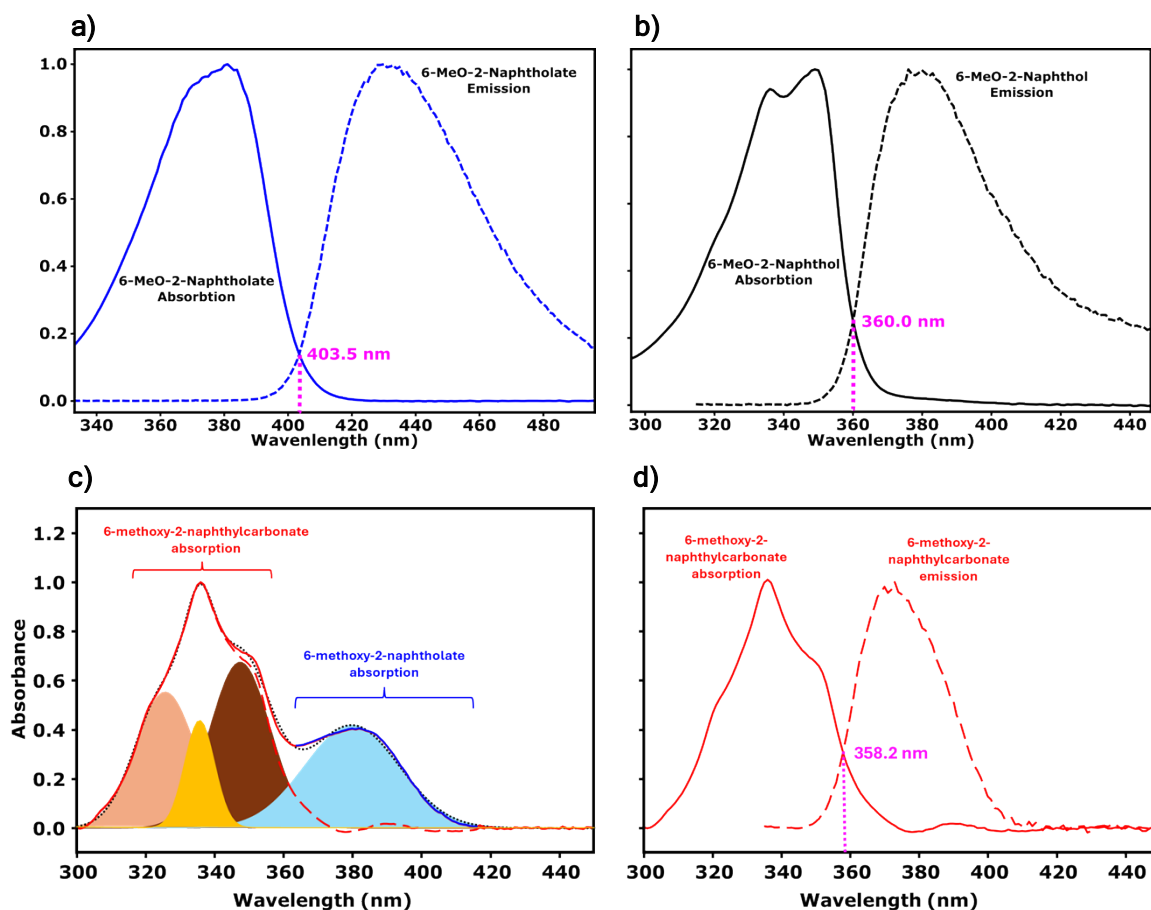 a)
1.0
0.8
0.6
0.4
0.2
0.0
6-MeO-2-Naphtholate
Emission
6-MeO-2-Naphtholate
Absorbtion
403.5 nm
340 360 380 400 420 440 460 480
Wavelength (nm)
b)
6-MeO-2-Naphthol
Emission
6-MeO-2-Naphthol
Absorbtion
360.0 nm
300 320 340 360 380 400 420 440
Wavelength (nm)
c)
Absorbance
1.2
1.0
0.8
0.6
0.4
0.2
0.0
6-methoxy-2-naphthylcarbonate
absorption
6-methoxy-2-naphtholate
absorption
300 320 340 360 380 400 420 440
Wavelength (nm)
d)
6-methoxy-2-
naphthylcarbonate
absorption
6-methoxy-2-
naphthylcarbonate
emission
358.2 nm
300 320 340 360 380 400 420 440
Wavelength (nm)